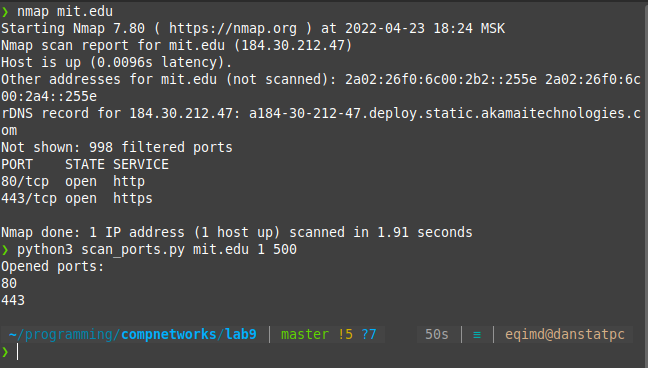 ❯ nmap mit.edu
Starting Nmap 7.80 ( https://nmap.org ) at 2022-04-23 18:24 MSK
Nmap scan report for mit.edu (184.30.212.47)
Host is up (0.0096s latency).
Other addresses for mit.edu (not scanned): 2a02:26f0:6c00:2b2::255e 2a02:26f0:6c
00:2a4::255e
rDNS record for 184.30.212.47: a184-30-212-47.deploy.static.akamaitechnologies.c
om
Not shown: 998 filtered ports
PORT    STATE SERVICE
80/tcp  open  http
443/tcp open  https
Nmap done: 1 IP address (1 host up) scanned in 1.91 seconds
❯ python3 scan_ports.py mit.edu 1 500
Opened ports:
80
443
~/programming/compnetworks/lab9 | master !5 ?7 50s | ≡ | eqimd@danstatpc
❯